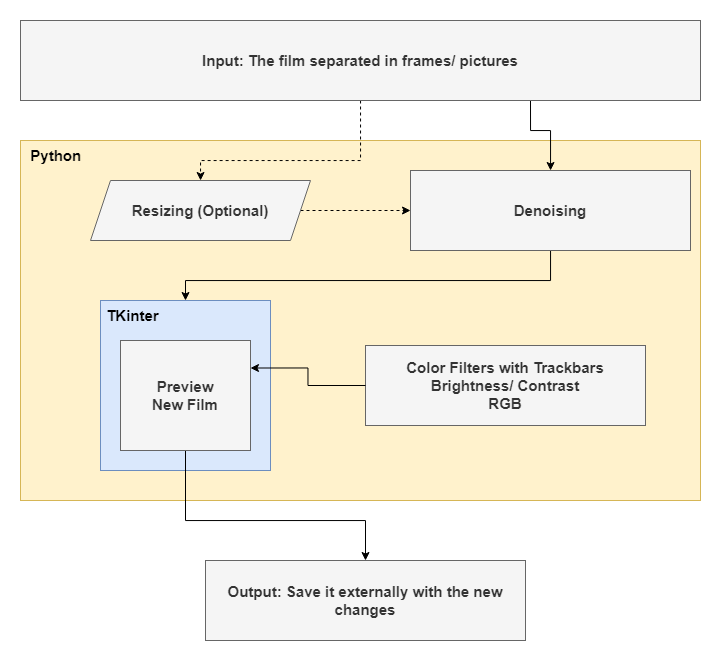 Input: The film separated in frames/ pictures
Python
Resizing (Optional)
Denoising
TKinter
Preview
New Film
Color Filters with Trackbars
Brightness/ Contrast
RGB
Output: Save it externally with the new
changes